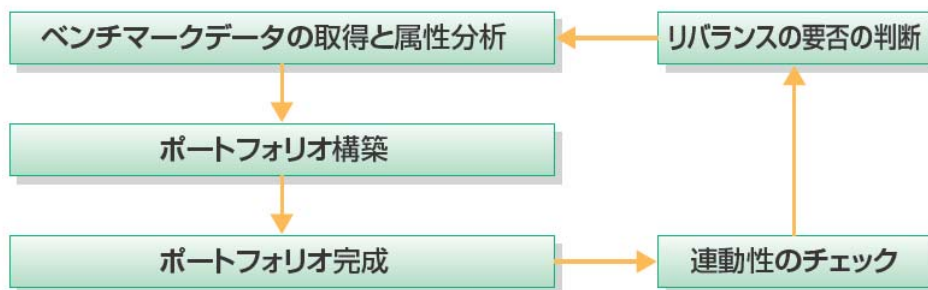 ベンチマークデータの取得と属性分析
リバランスの要否の判断
ポートフォリオ構築
ポートフォリオ完成
連動性のチェック